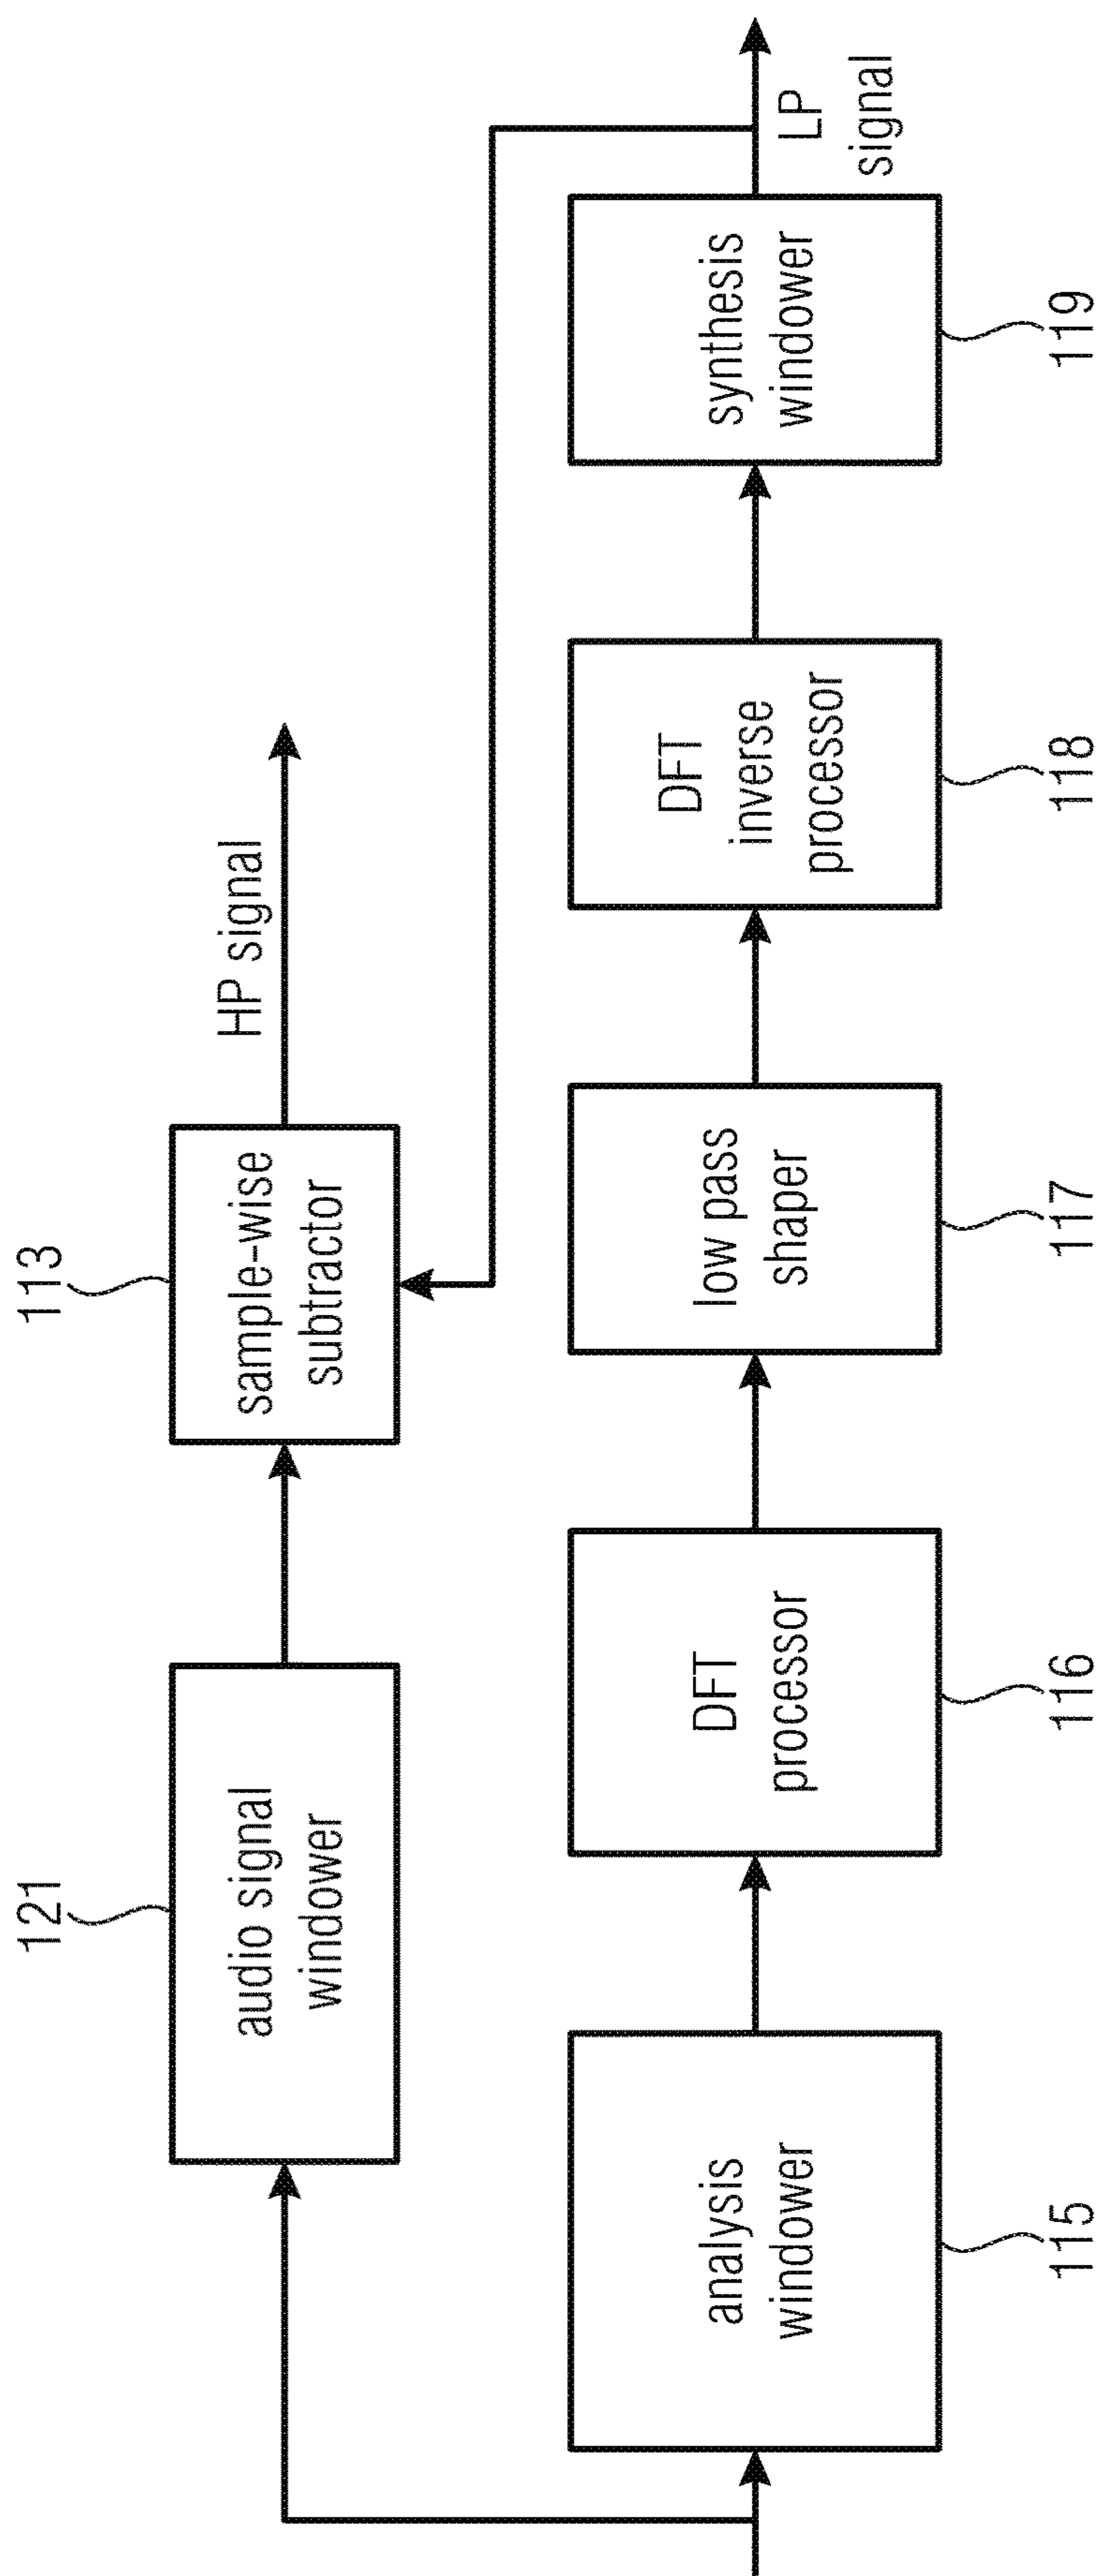 121
audio signal
windower
113
sample-wise
subtractor
HP signal
analysis
windower
115
DFT
processor
116
low pass
shaper
117
DFT
inverse
processor
118
synthesis
windower
119
LP
signal